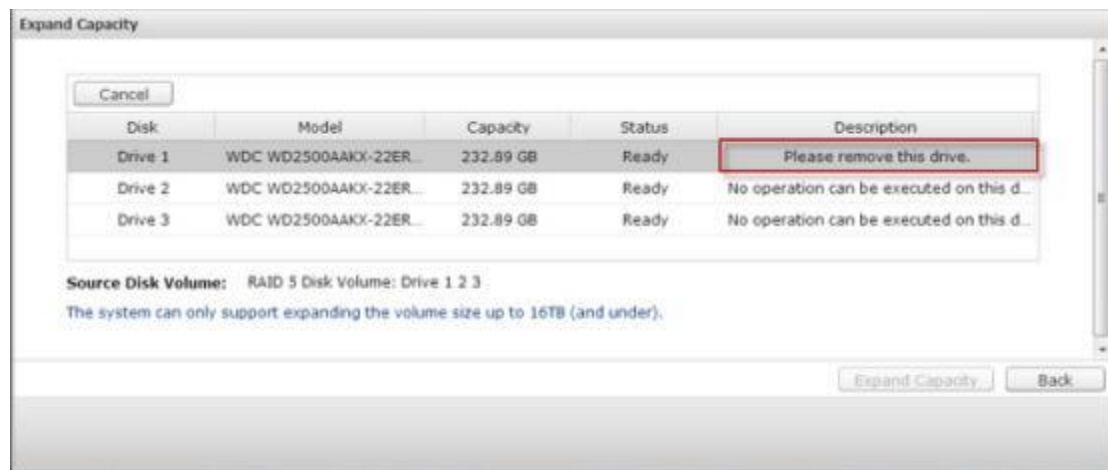 Expand Capacity
Cancel
Disk Model Capacity Status Description
Drive 1 WDC WD2500AAKX-22ER... 232.89 GB Ready Please remove this drive.
Drive 2 WDC WD2500AAKX-22ER... 232.89 GB Ready No operation can be executed on this d...
Drive 3 WDC WD2500AAKX-22ER... 232.89 GB Ready No operation can be executed on this d...
Source Disk Volume: RAID 5 Disk Volume: Drive 1 2 3
The system can only support expanding the volume size up to 16TB (and under).
Expand Capacity Back